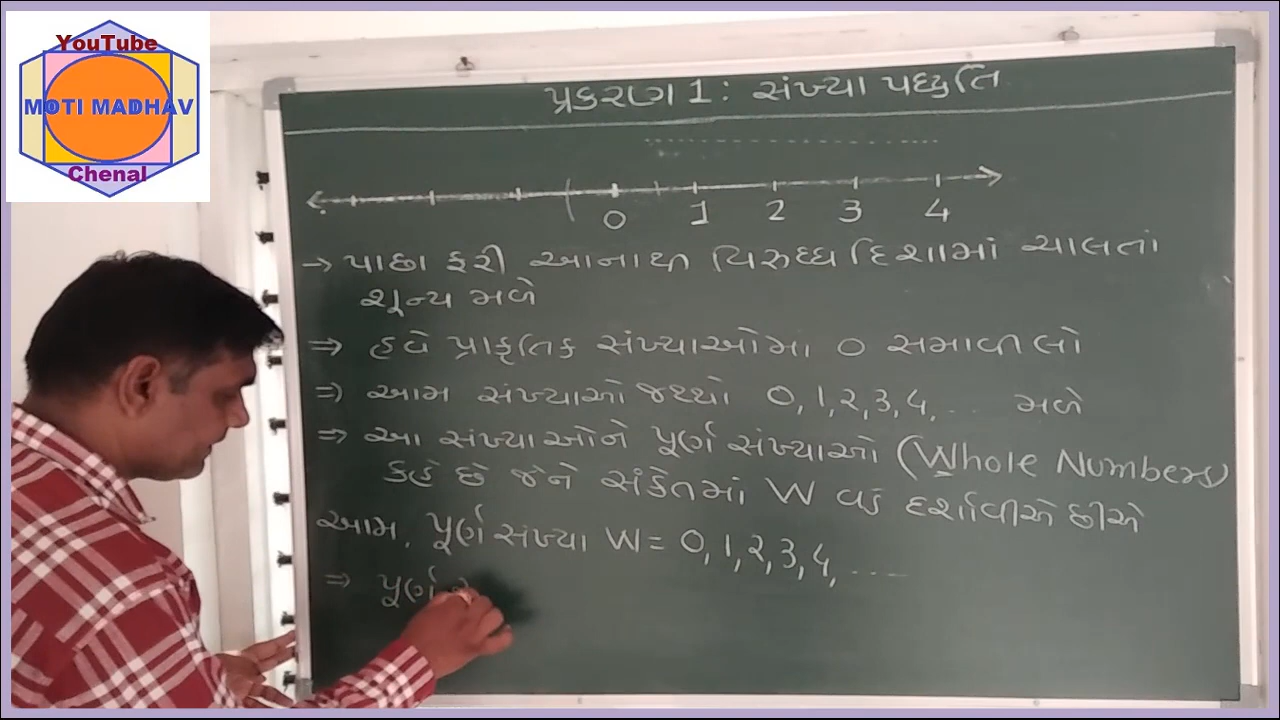 YouTube
MOTI MADHAV
Chenal
પ્રકરણ 1: સંખ્યા પદ્ધતિ
0 1 2 3 4
→ પાછા ફરી આનાથી વિરુધ્ધ દિશામાં ચાલતાં
શૂન્ય મળે
⇒ હવે પ્રાકૃતિક સંખ્યાઓમાં 0 સમાવી લો
⇒ આમ સંખ્યાઓ જથ્થો 0, 1, ૨, 3, 4, ... મળે
⇒ આ સંખ્યાઓને પૂર્ણ સંખ્યાઓ (Whole Numbers)
કહે છે જેને સંકેતમાં W વડે દર્શાવીએ છીએ
આમ, પૂર્ણ સંખ્યા W = 0, 1, ૨, 3, 4, ....
⇒ પૂર્ણ